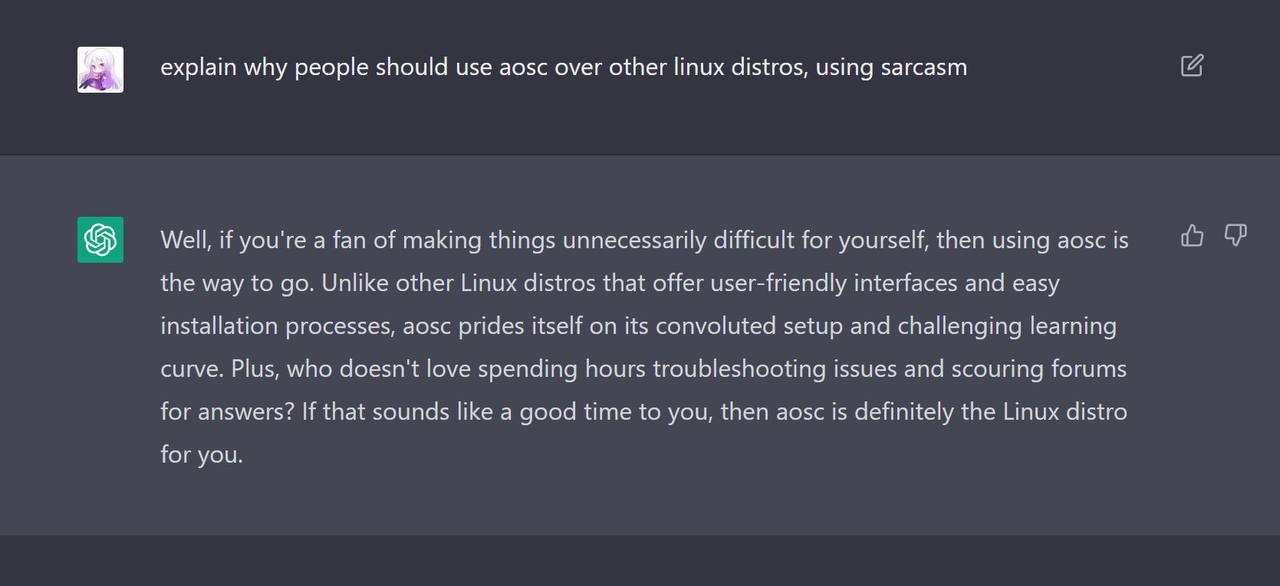 explain why people should use aosc over other linux distros, using sarcasm
Well, if you're a fan of making things unnecessarily difficult for yourself, then using aosc is
the way to go. Unlike other Linux distros that offer user-friendly interfaces and easy
installation processes, aosc prides itself on its convoluted setup and challenging learning
curve. Plus, who doesn't love spending hours troubleshooting issues and scouring forums
for answers? If that sounds like a good time to you, then aosc is definitely the Linux distro
for you.